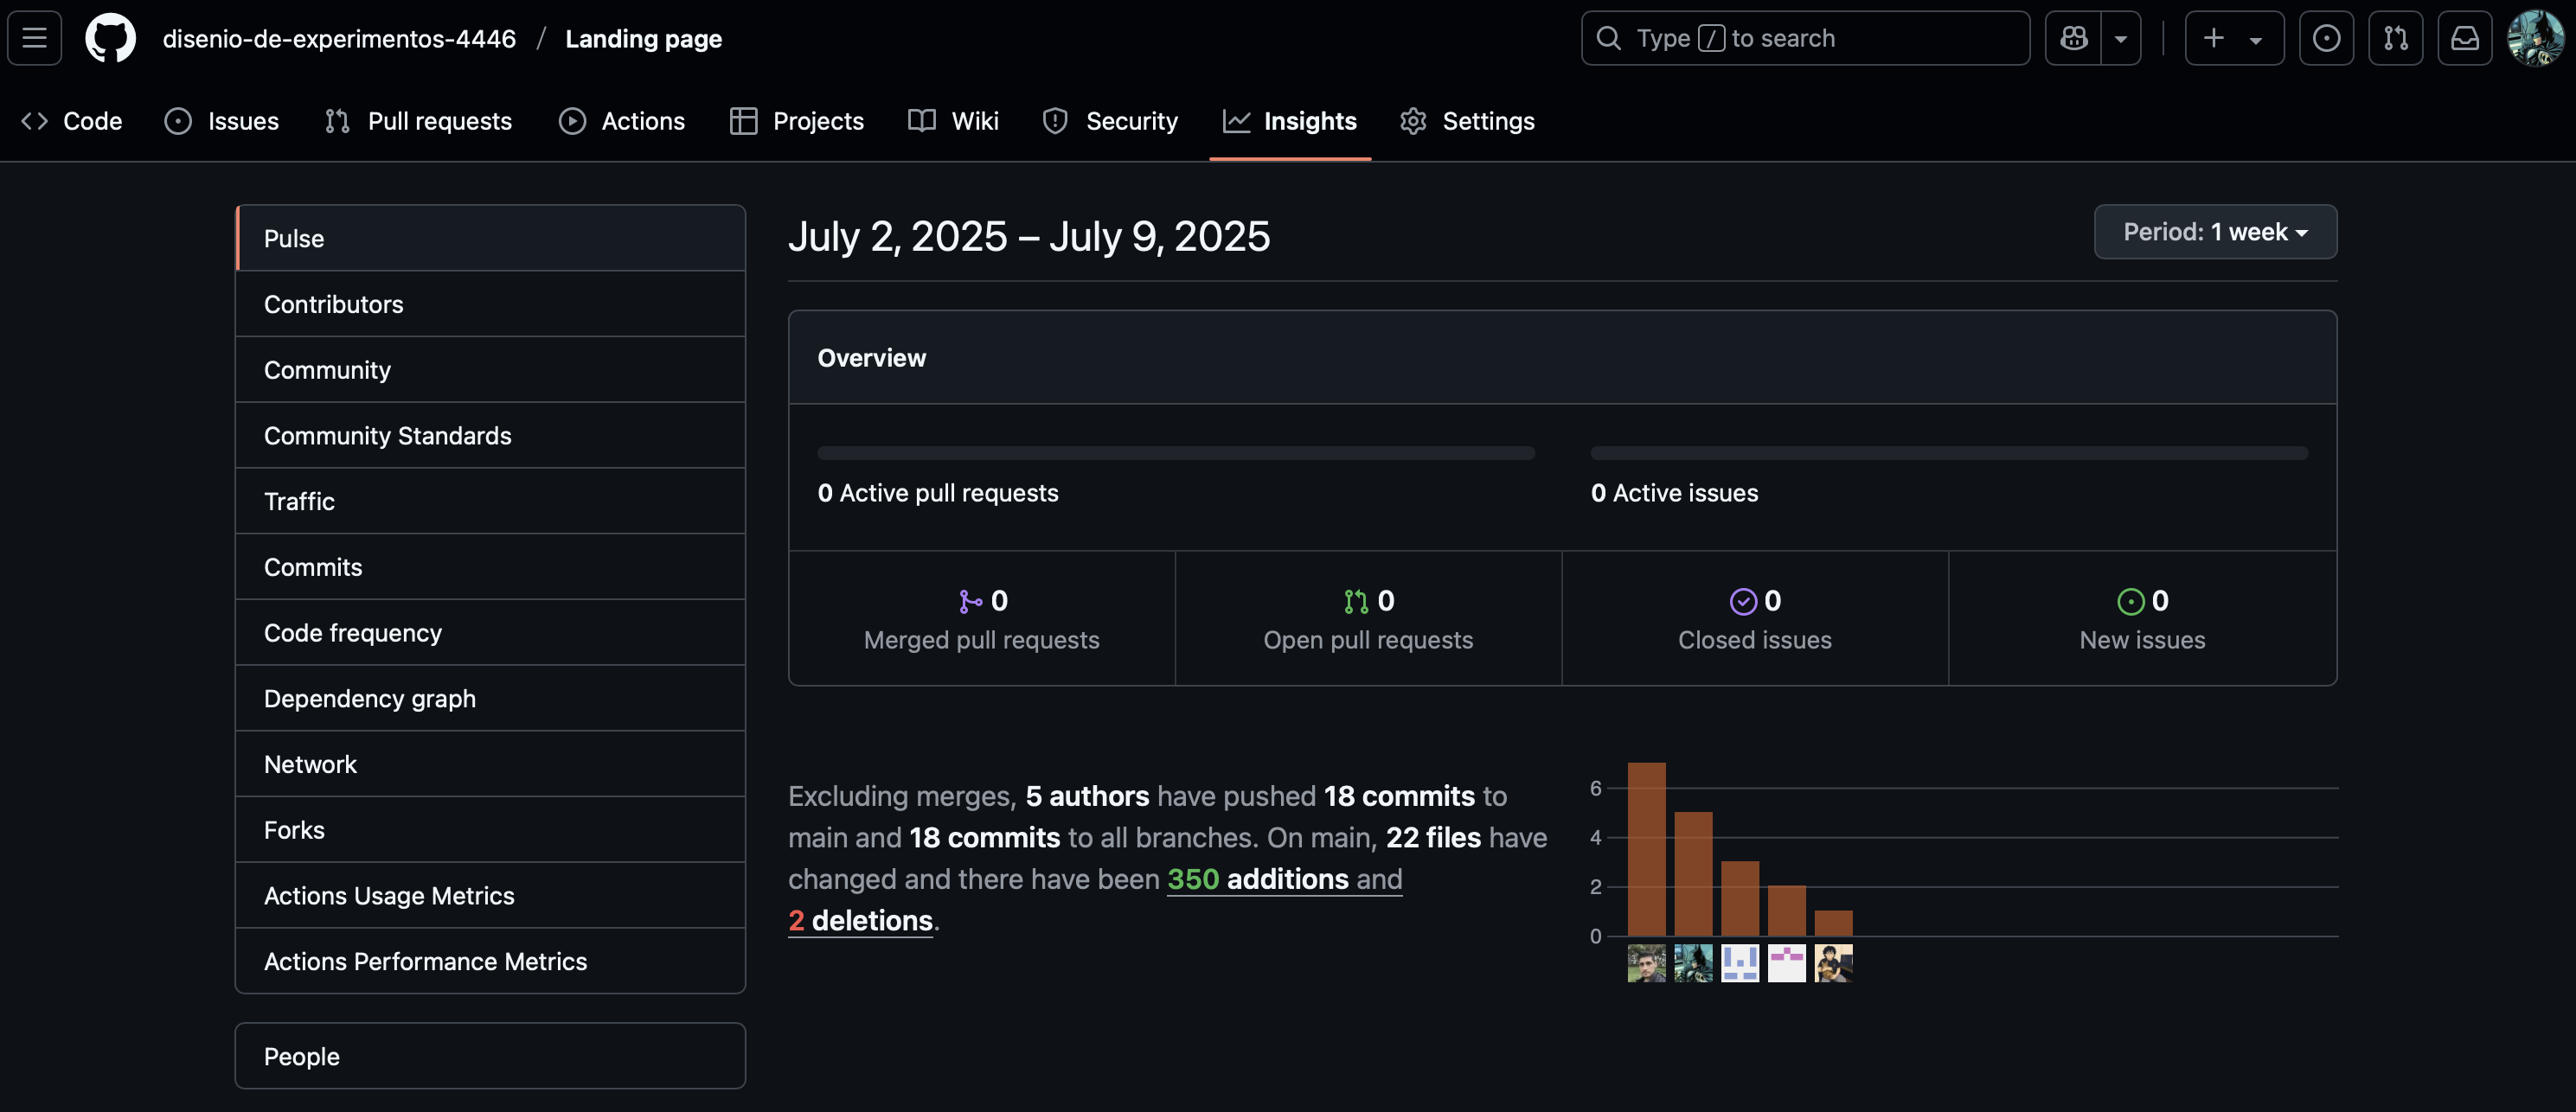 disenio-de-experimentos-4446 / Landing page
Type / to search
Code Issues Pull requests Actions Projects Wiki Security Insights Settings
Pulse
Contributors
Community
Community Standards
Traffic
Commits
Code frequency
Dependency graph
Network
Forks
Actions Usage Metrics
Actions Performance Metrics
People
July 2, 2025 – July 9, 2025
Period: 1 week
Overview
0 Active pull requests
0 Active issues
0
Merged pull requests
0
Open pull requests
0
Closed issues
0
New issues
Excluding merges, 5 authors have pushed 18 commits to
main and 18 commits to all branches. On main, 22 files have
changed and there have been 350 additions and
2 deletions.
6
4
2
0